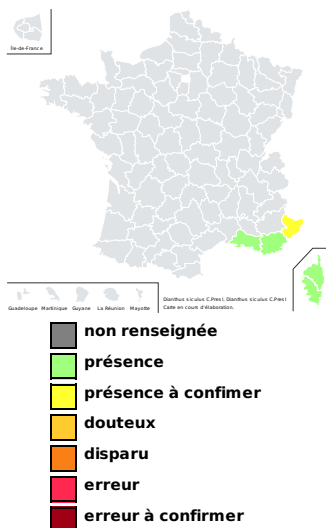 Île-de-France
Guadeloupe Martinique Guyane La Réunion Mayotte
Dianthus siculus C.Presl, Dianthus siculus C.Presl
Carte en cours d'élaboration.
non renseignée
présence
présence à confimer
douteux
disparu
erreur
erreur à confirmer